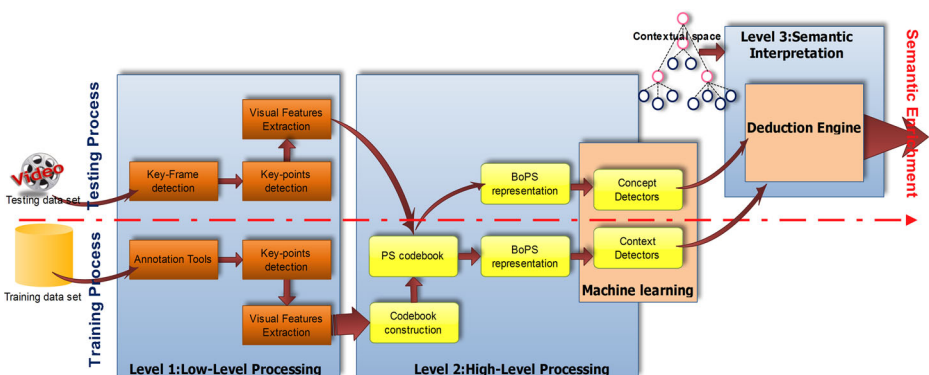 Contextual space
Level 3:Semantic
Interpretation
Semantic Enrichment
Testing Process
Visual Features
Extraction
Deduction Engine
Video
Testing data set
Key-Frame
detection
Key-points
detection
BoPS
representation
Concept
Detectors
Training Process
Annotation Tools
Key-points
detection
PS codebook
BoPS
representation
Context
Detectors
Training data set
Machine learning
Visual Features
Extraction
Codebook
construction
Level 1:Low-Level Processing
Level 2:High-Level Processing